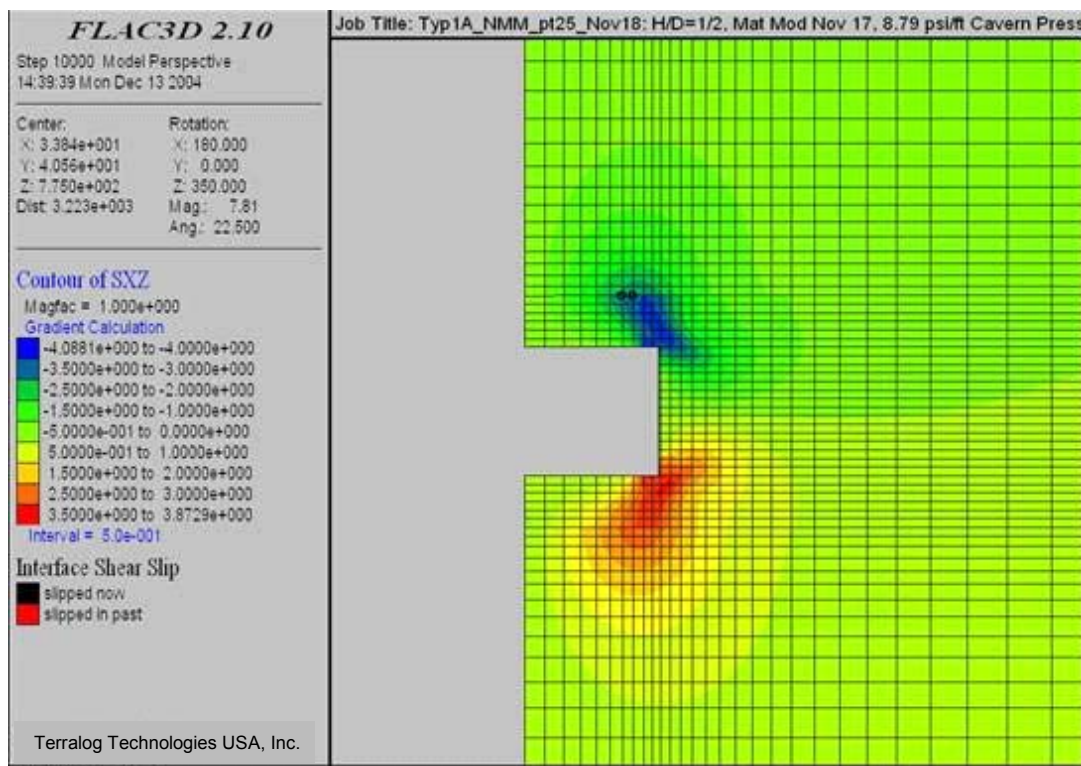 FLAC3D 2.10
Step 10000 Model Perspective
14:39:39 Mon Dec 13 2004
Center: Rotation:
X: 3.384e+001 X: 180.000
Y: 4.056e+001 Y: 0.000
Z: 7.750e+002 Z: 350.000
Dist: 3.223e+003 Mag.: 7.81
Ang.: 22.500
Contour of SXZ
Magfac = 1.000e+000
Gradient Calculation
-4.0881e+000 to -4.0000e+000
-3.5000e+000 to -3.0000e+000
-2.5000e+000 to -2.0000e+000
-1.5000e+000 to -1.0000e+000
-5.0000e-001 to 0.0000e+000
5.0000e-001 to 1.0000e+000
1.5000e+000 to 2.0000e+000
2.5000e+000 to 3.0000e+000
3.5000e+000 to 3.8729e+000
Interval = 5.0e-001
Interface Shear Slip
slipped now
slipped in past
Terralog Technologies USA, Inc.
Job Title: Typ1A_NMM_pt25_Nov18: H/D=1/2, Mat Mod Nov 17, 8.79 psi/ft Cavern Press